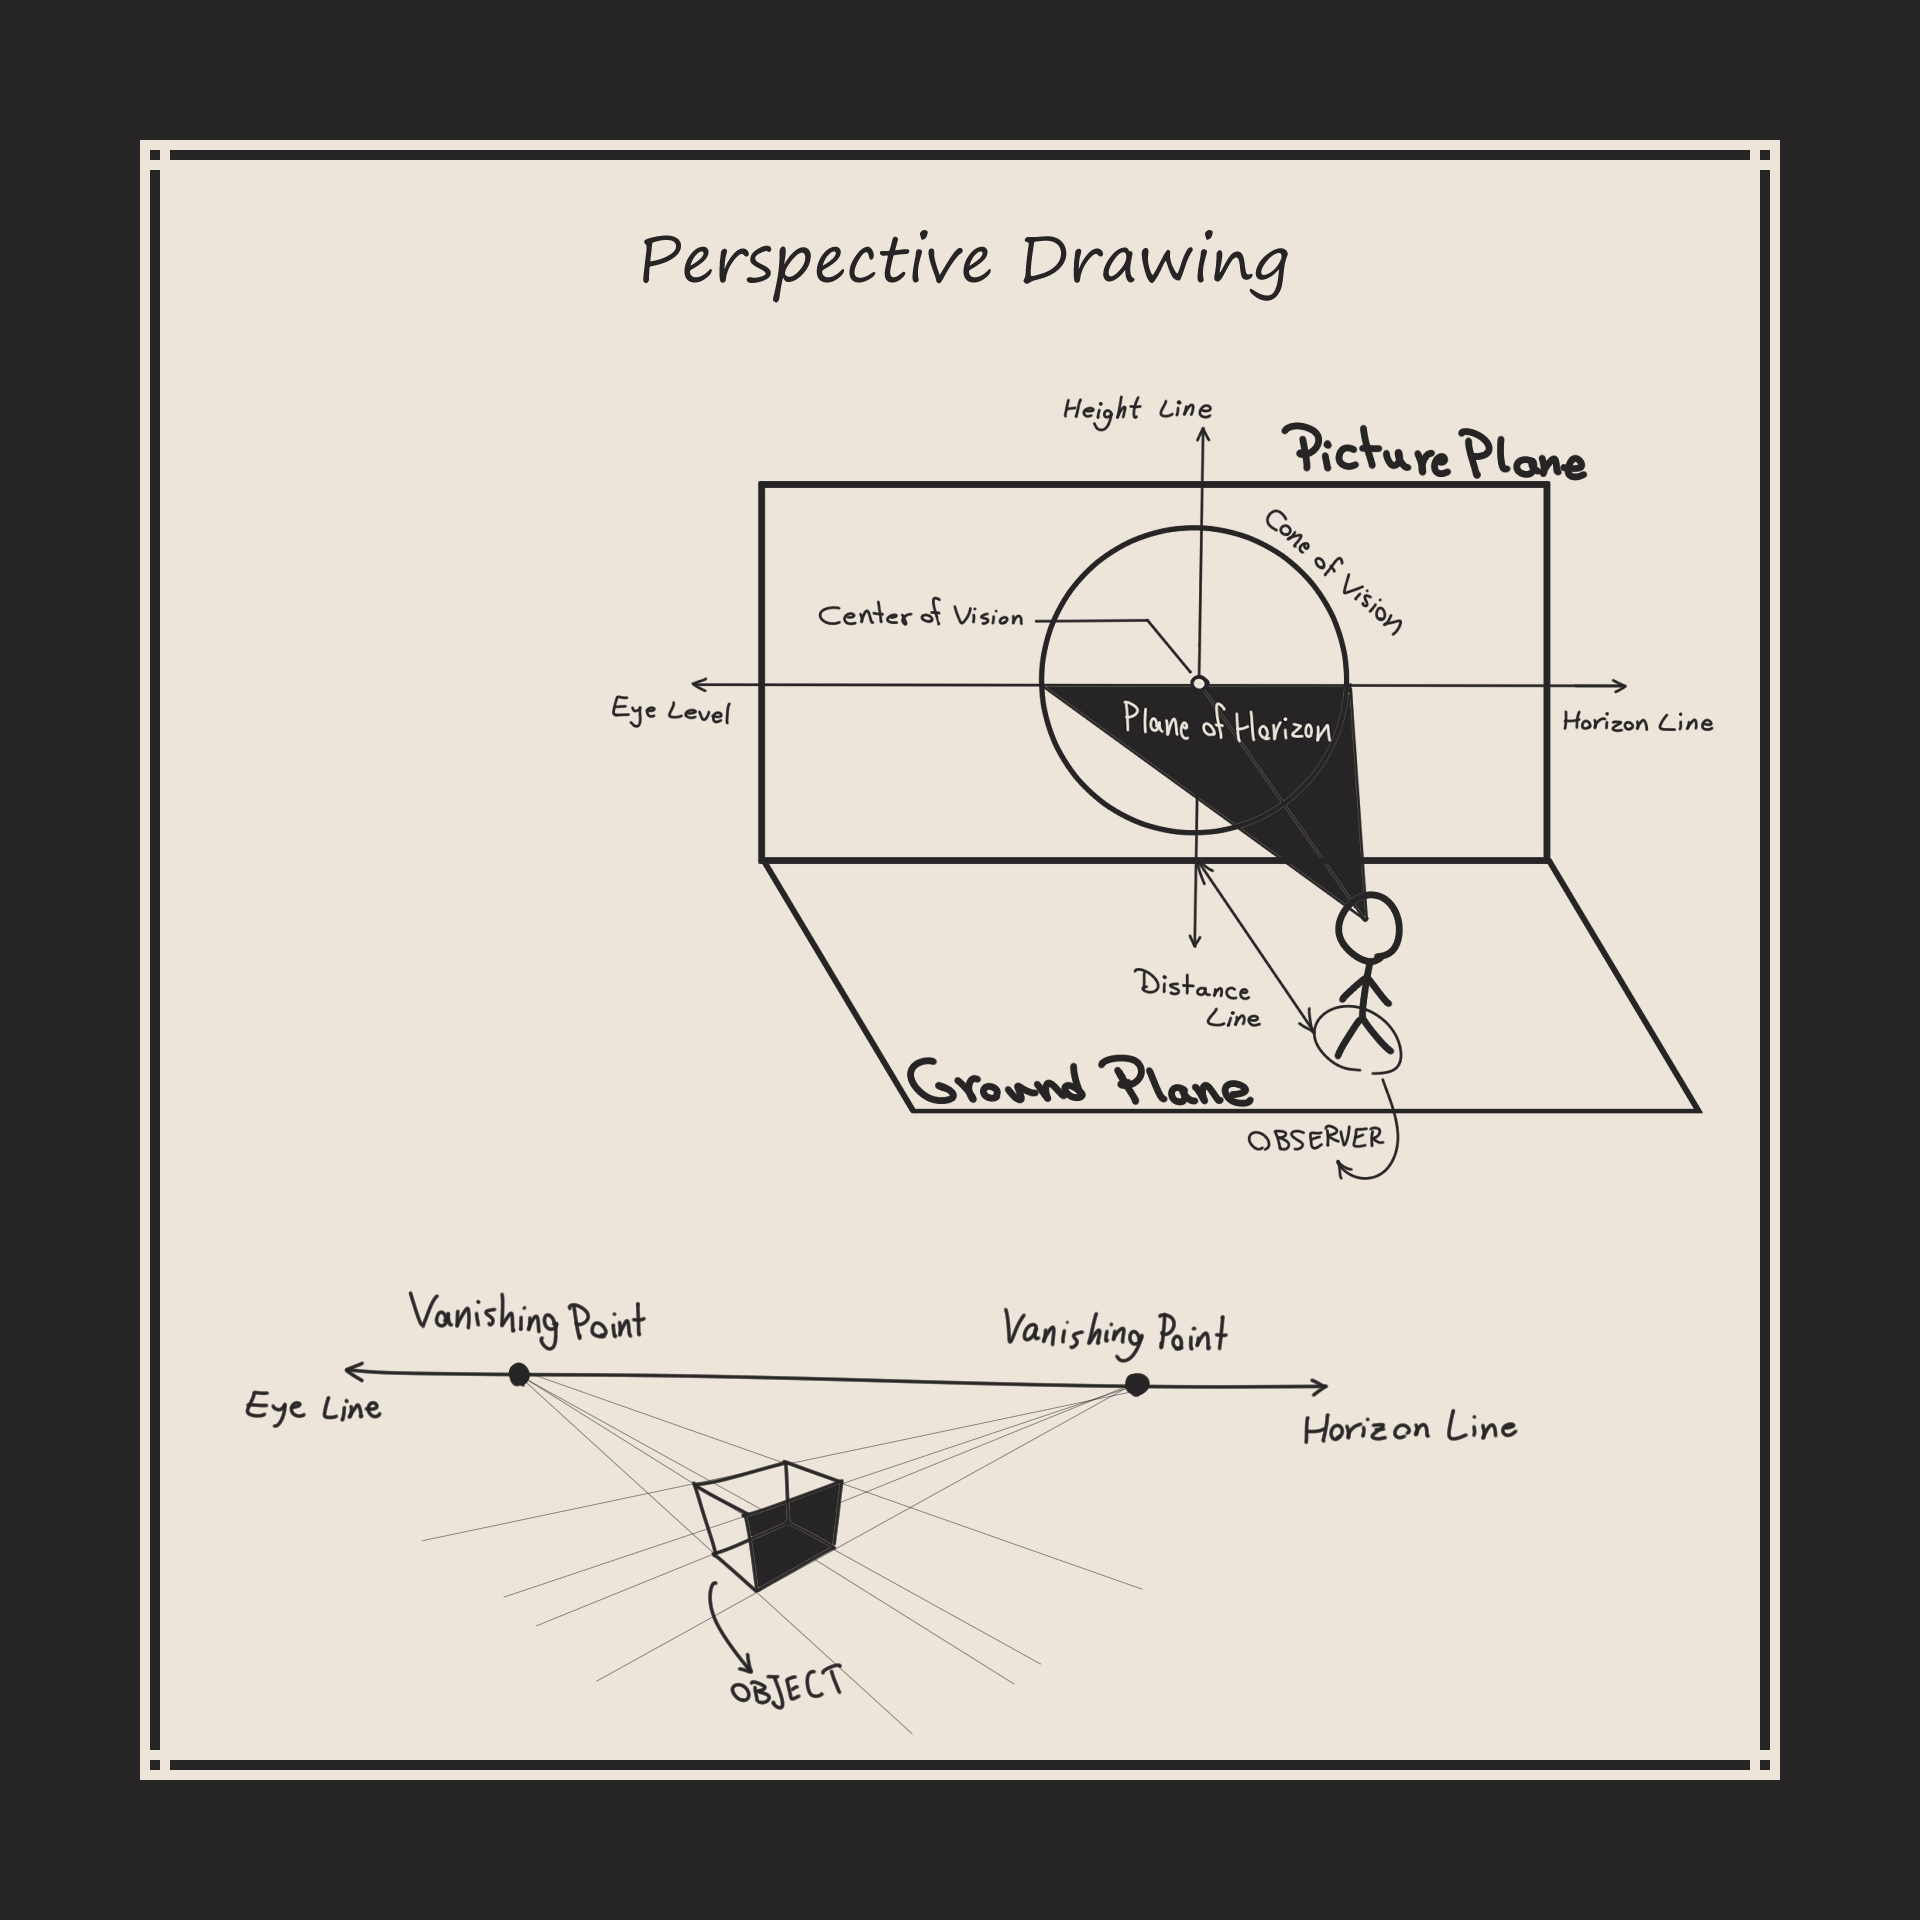 Perspective Drawing
Height Line
Picture Plane
Cone of Vision
Center of Vision
Eye Level
Plane of Horizon
Horizon Line
Distance
Line
Ground Plane
OBSERVER
Vanishing Point
Vanishing Point
Eye Line
Horizon Line
OBJECT